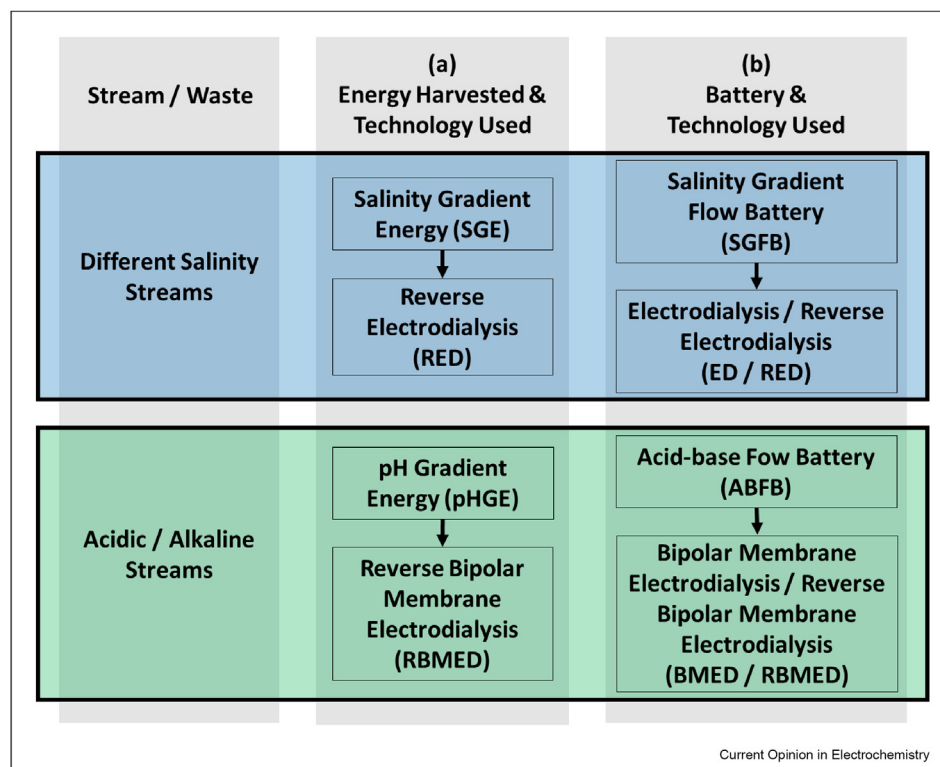 Stream / Waste
(a)
Energy Harvested &
Technology Used
(b)
Battery &
Technology Used
Different Salinity
Streams
Salinity Gradient
Energy (SGE)
Reverse
Electrodialysis
(RED)
Salinity Gradient
Flow Battery
(SGFB)
Electrodialysis / Reverse
Electrodialysis
(ED / RED)
Acidic / Alkaline
Streams
pH Gradient
Energy (pHGE)
Reverse Bipolar
Membrane
Electrodialysis
(RBMED)
Acid-base Fow Battery
(ABFB)
Bipolar Membrane
Electrodialysis / Reverse
Bipolar Membrane
Electrodialysis
(BMED / RBMED)
Current Opinion in Electrochemistry